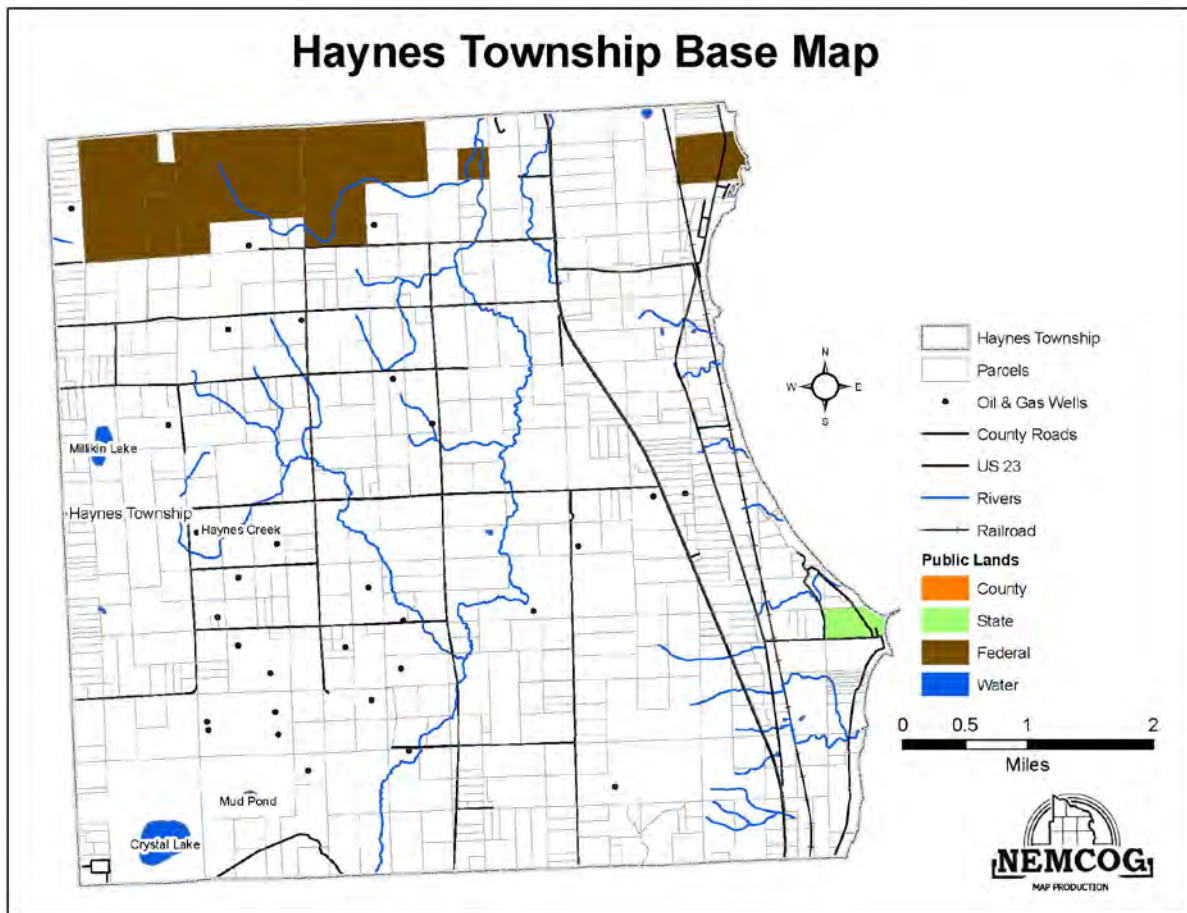 Haynes Township Base Map
Millikin Lake
Haynes Township
Haynes Creek
Mud Pond
Crystal Lake
N
W
E
S
Haynes Township
Parcels
Oil & Gas Wells
County Roads
US 23
Rivers
Railroad
Public Lands
County
State
Federal
Water
0 0.5 1 2
Miles
NEMCOG
MAP PRODUCTION